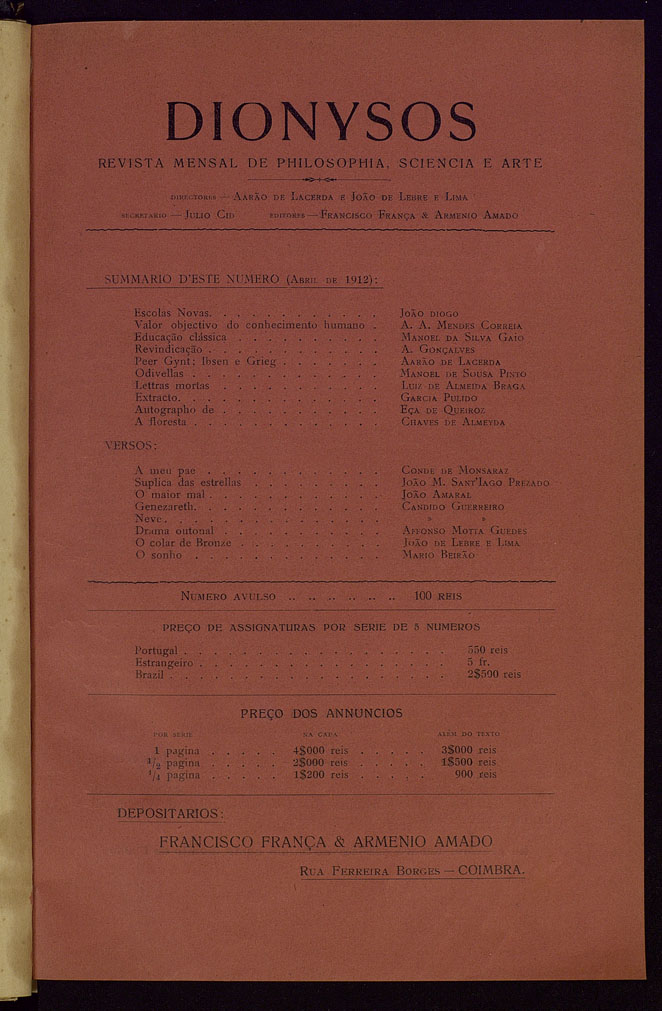 DIONYSOS
REVISTA MENSAL DE PHILOSOPHIA, SCIENCIA E ARTE
DIRECTORES — AARÃO DE LACERDA E JOÃO DE LEBRE E LIMA
SECRETARIO — JULIO CID EDITORES — FRANCISCO FRANÇA & ARMENIO AMADO
SUMMARIO D'ESTE NUMERO (ABRIL DE 1912):
Escolas Novas. . . . . . . . . . . . JOÃO DIOGO
Valor objectivo do conhecimento humano . A. A. MENDES CORREIA
Educação clássica . . . . . . . . . . MANOEL DA SILVA GAIO
Revindicação . . . . . . . . . . . A. GONÇALVES
Peer Gynt; Ibsen e Grieg . . . . . . . AARÃO DE LACERDA
Odivellas . . . . . . . . . . . . MANOEL DE SOUSA PINTO
Lettras mortas . . . . . . . . . . . LUIZ DE ALMEIDA BRAGA
Extracto. . . . . . . . . . . . . GARCIA PULIDO
Autographo de . . . . . . . . . . EÇA DE QUEIROZ
A floresta . . . . . . . . . . . . CHAVES DE ALMEYDA
VERSOS:
A meu pae . . . . . . . . . . . CONDE DE MONSARAZ
Suplica das estrellas . . . . . . . . . JOÃO M. SANT'IAGO PREZADO
O maior mal . . . . . . . . . . . JOÃO AMARAL
Genezareth. . . . . . . . . . . . CANDIDO GUERREIRO
Neve . . . . . . . . . . . . . » »
Drama outonal . . . . . . . . . . AFFONSO MOTTA GUEDES
O colar de Bronze . . . . . . . . . JOÃO DE LEBRE E LIMA
O sonho . . . . . . . . . . . . MARIO BEIRÃO
NUMERO AVULSO .. .. .. .. .. .. 100 REIS
PREÇO DE ASSIGNATURAS POR SERIE DE 5 NUMEROS
Portugal . . . . . . . . . . . . . . . . 550 reis
Estrangeiro . . . . . . . . . . . . . . . 5 fr.
Brazil . . . . . . . . . . . . . . . . 2$500 reis
PREÇO DOS ANNUNCIOS
POR SERIE NA CAPA ALÉM DO TEXTO
1 pagina . . . . . 4$000 reis . . . . . 3$000 reis
1/2 pagina . . . . . 2$000 reis . . . . . 1$500 reis
1/4 pagina . . . . . 1$200 reis . . . . . 900 reis
DEPOSITARIOS:
FRANCISCO FRANÇA & ARMENIO AMADO
RUA FERREIRA BORGES — COIMBRA.